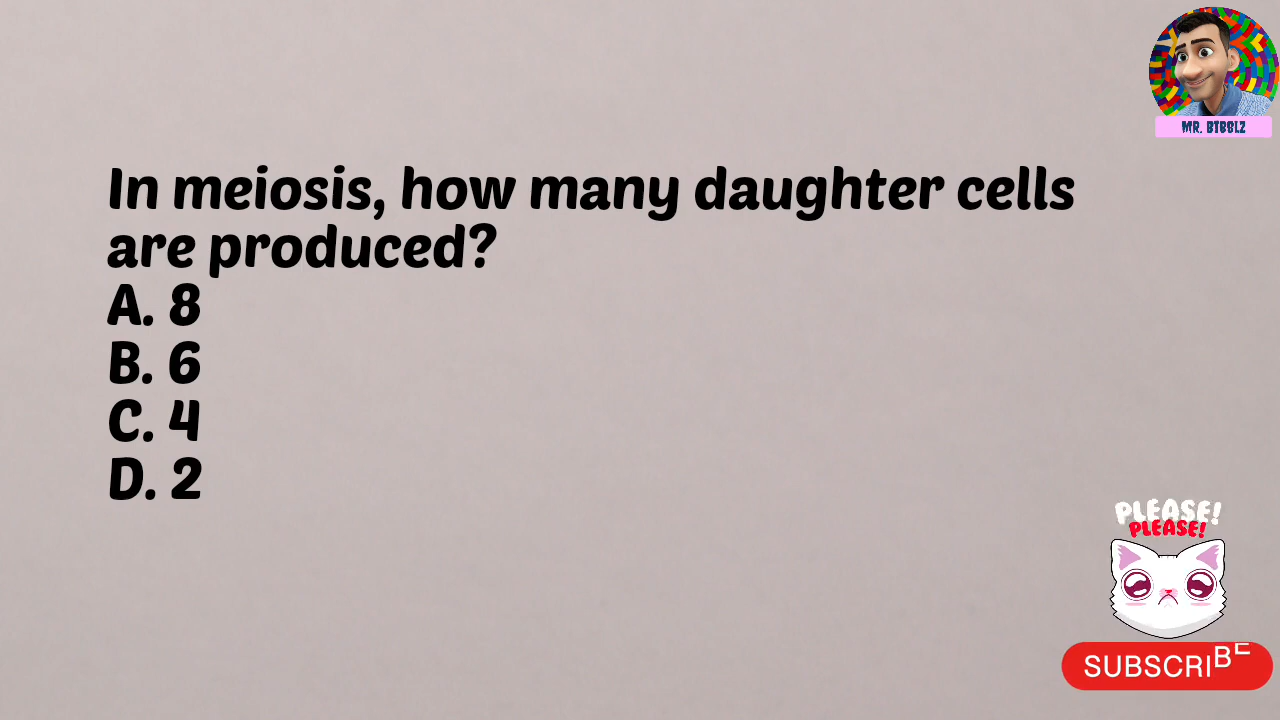 MR. BIBBLZ
In meiosis, how many daughter cells
are produced?
A. 8
B. 6
C. 4
D. 2
PLEASE!
PLEASE!
SUBSCRIBE